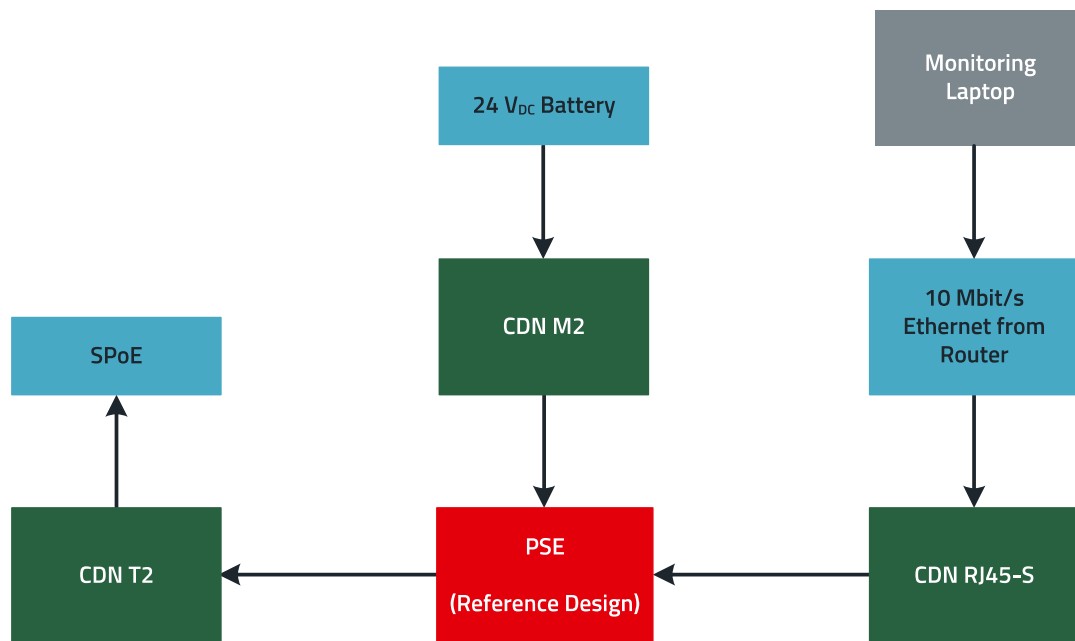 Monitoring
Laptop
24 VDC Battery
CDN M2
10 Mbit/s
Ethernet from
Router
SPoE
CDN T2
PSE
(Reference Design)
CDN RJ45-S